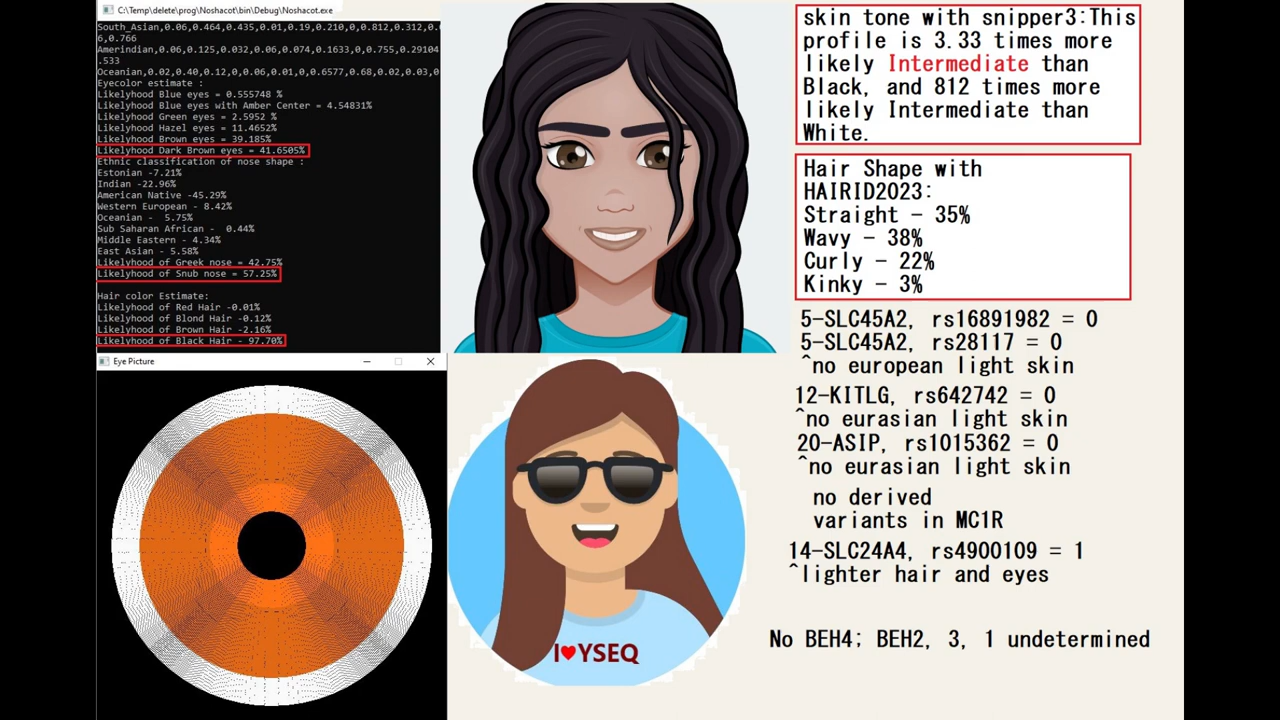 C:\Temp\delete\prog\Noshacot\bin\Debug\Noshacot.exe
South_Asian,0.06,0.464,0.435,0.01,0.19,0.210,0,0.812,0.312,0.0
6,0.766
Amerindian,0.06,0.125,0.032,0.06,0.074,0.1633,0,0.755,0.29104
.533
Oceanian,0.02,0.40,0.12,0,0.06,0.01,0,0.6577,0.68,0.02,0.03,0
Eyecolor estimate :
Likelyhood Blue eyes = 0.555748 %
Likelyhood Blue eyes with Amber Center = 4.54831%
Likelyhood Green eyes = 2.5952 %
Likelyhood Hazel eyes = 11.4652%
Likelyhood Brown eyes = 39.185%
Likelyhood Dark Brown eyes = 41.6505%
Ethnic classification of nose shape :
Estonian -7.21%
Indian -22.96%
American Native -45.29%
Western European - 8.42%
Oceanian -  5.75%
Sub Saharan African -  0.44%
Middle Eastern - 4.34%
East Asian - 5.58%
Likelyhood of Greek nose = 42.75%
Likelyhood of Snub nose = 57.25%
Hair color Estimate:
Likelyhood of Red Hair -0.01%
Likelyhood of Blond Hair -0.12%
Likelyhood of Brown Hair -2.16%
Likelyhood of Black Hair - 97.70%
Eye Picture
I♥YSEQ
skin tone with snipper3:This
profile is 3.33 times more
likely Intermediate than
Black, and 812 times more
likely Intermediate than
White.
Hair Shape with
HAIRID2023:
Straight - 35%
Wavy - 38%
Curly - 22%
Kinky - 3%
5-SLC45A2, rs16891982 = 0
5-SLC45A2, rs28117 = 0
^no european light skin
12-KITLG, rs642742 = 0
^no eurasian light skin
20-ASIP, rs1015362 = 0
^no eurasian light skin
no derived
variants in MC1R
14-SLC24A4, rs4900109 = 1
^lighter hair and eyes
No BEH4; BEH2, 3, 1 undetermined